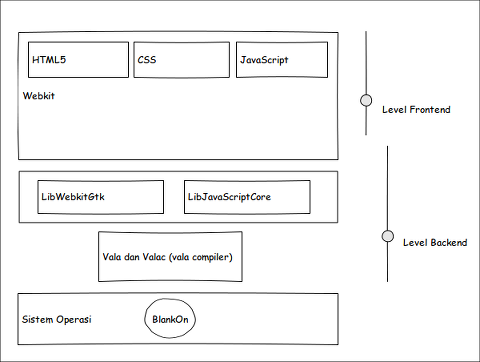 HTML5
CSS
JavaScript
Webkit
Level Frontend
LibWebkitGtk
LibJavaScriptCore
Level Backend
Vala dan Valac (vala compiler)
Sistem Operasi
BlankOn